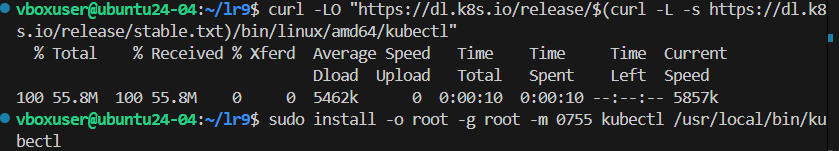 vboxuser@ubuntu24-04:~/lr9$ curl -LO "https://dl.k8s.io/release/$(curl -L -s https://dl.k8
s.io/release/stable.txt)/bin/linux/amd64/kubectl"
  % Total    % Received % Xferd  Average Speed   Time    Time     Time  Current
                                 Dload  Upload   Total   Spent    Left  Speed
100 55.8M  100 55.8M    0     0  5462k      0  0:00:10  0:00:10 --:--:-- 5857k
vboxuser@ubuntu24-04:~/lr9$ sudo install -o root -g root -m 0755 kubectl /usr/local/bin/ku
bectl